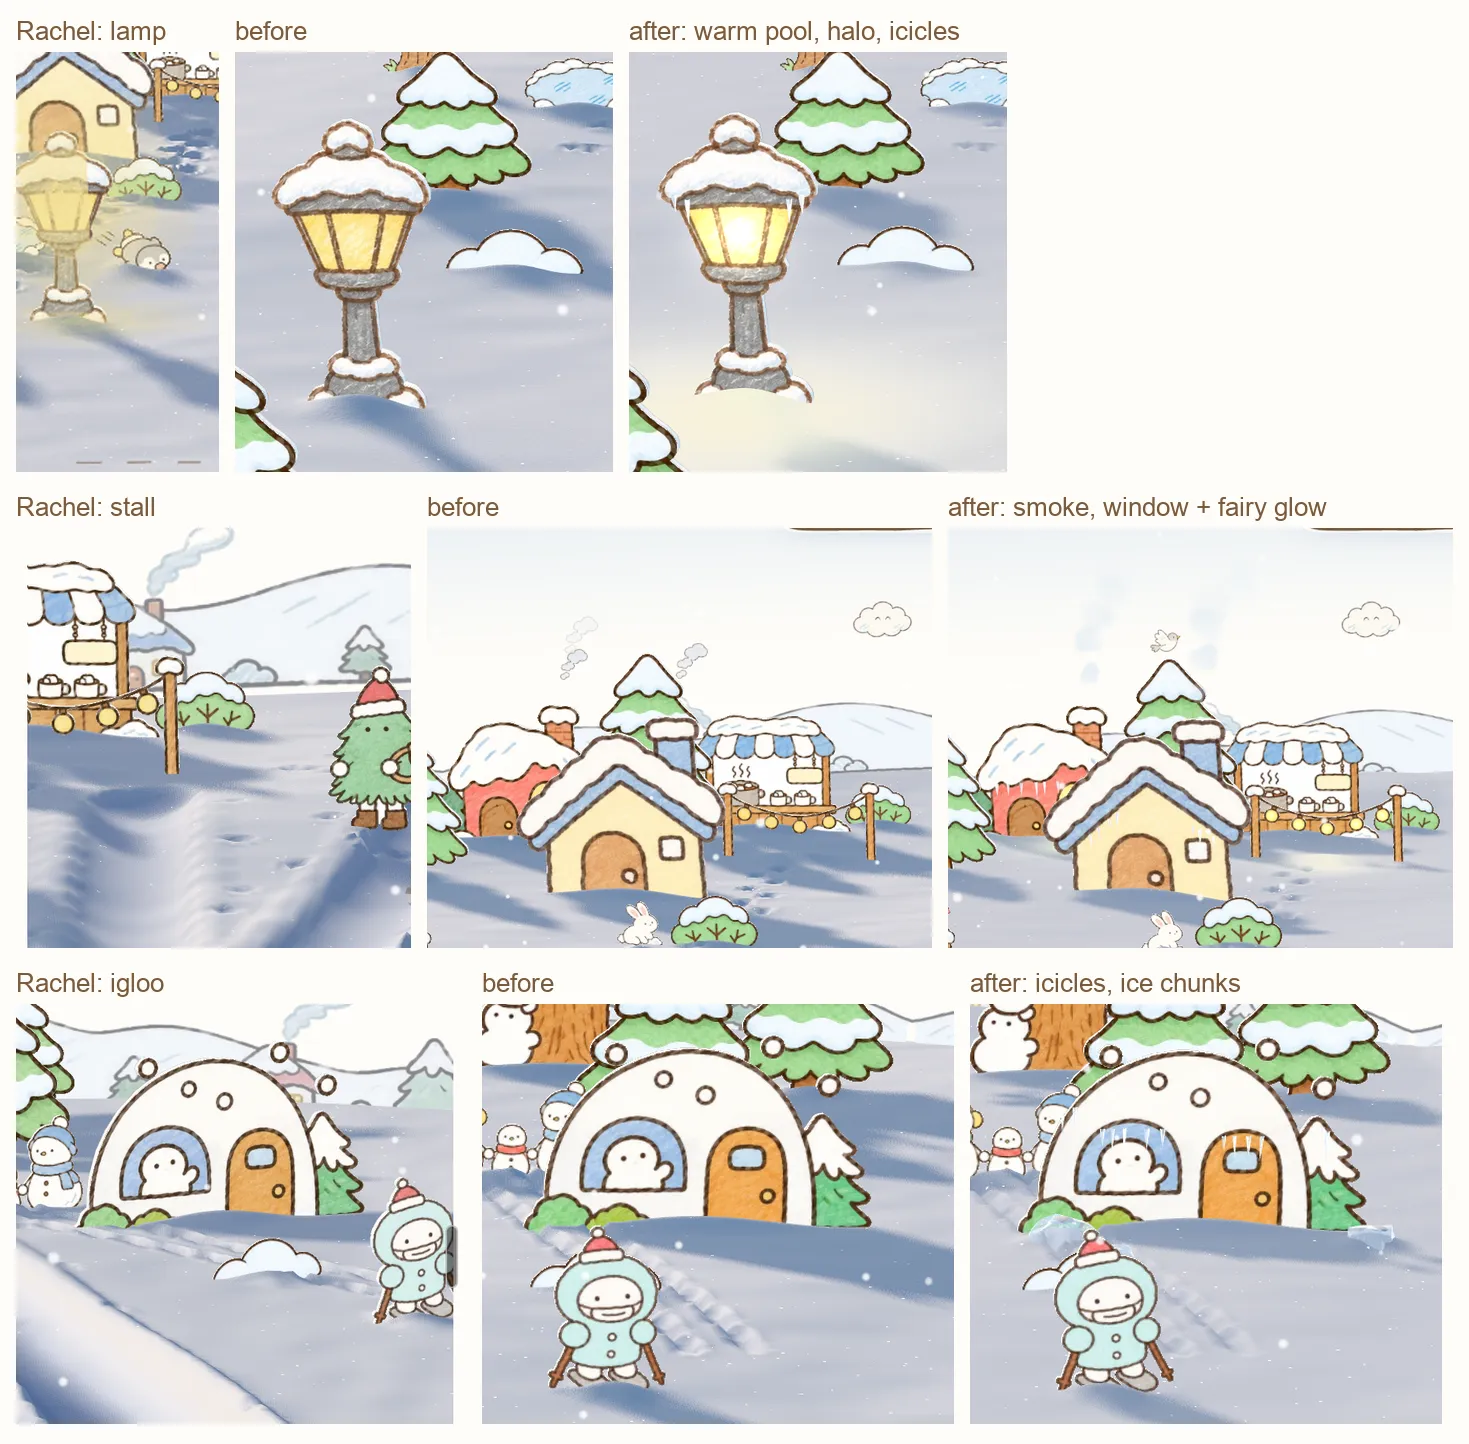 Rachel: lamp
before
after: warm pool, halo, icicles
Rachel: stall
before
after: smoke, window + fairy glow
Rachel: igloo
before
after: icicles, ice chunks